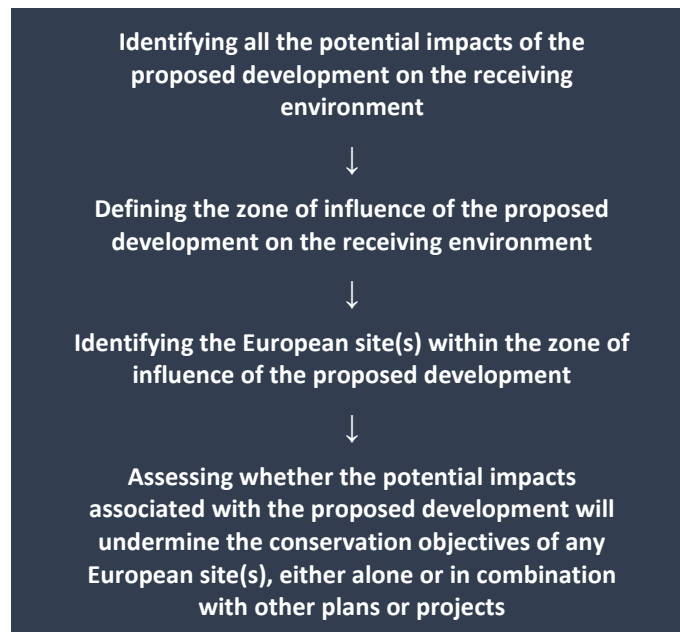 Identifying all the potential impacts of the
proposed development on the receiving
environment
↓
Defining the zone of influence of the proposed
development on the receiving environment
↓
Identifying the European site(s) within the zone of
influence of the proposed development
↓
Assessing whether the potential impacts
associated with the proposed development will
undermine the conservation objectives of any
European site(s), either alone or in combination
with other plans or projects